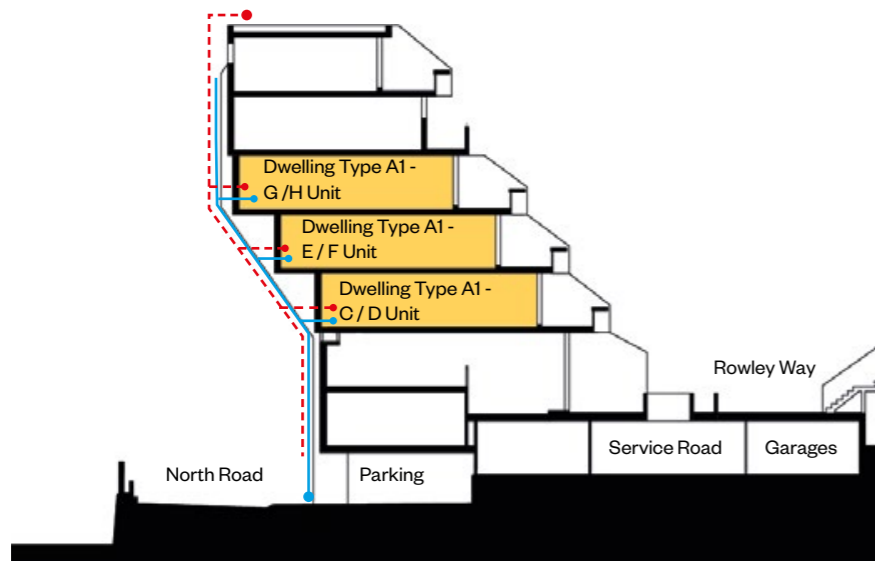 Dwelling Type A1 -
G /H Unit
Dwelling Type A1 -
E / F Unit
Dwelling Type A1 -
C / D Unit
Rowley Way
North Road
Parking
Service Road
Garages